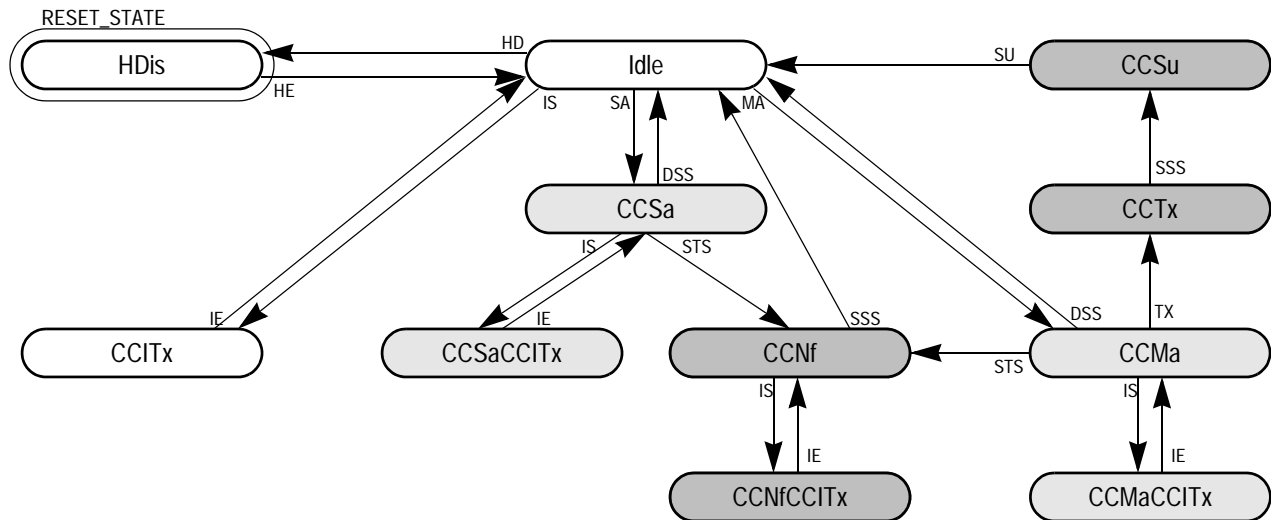 RESET_STATE
HDis
HD
HE
Idle
SU
CCSu
IS
SA
MA
DSS
SSS
CCSa
CCTx
IS
STS
IE
IE
SSS
DSS
TX
CCITx
CCSaCCITx
CCNf
STS
CCMa
IS
IS
IE
IE
CCNfCCITx
CCMaCCITx